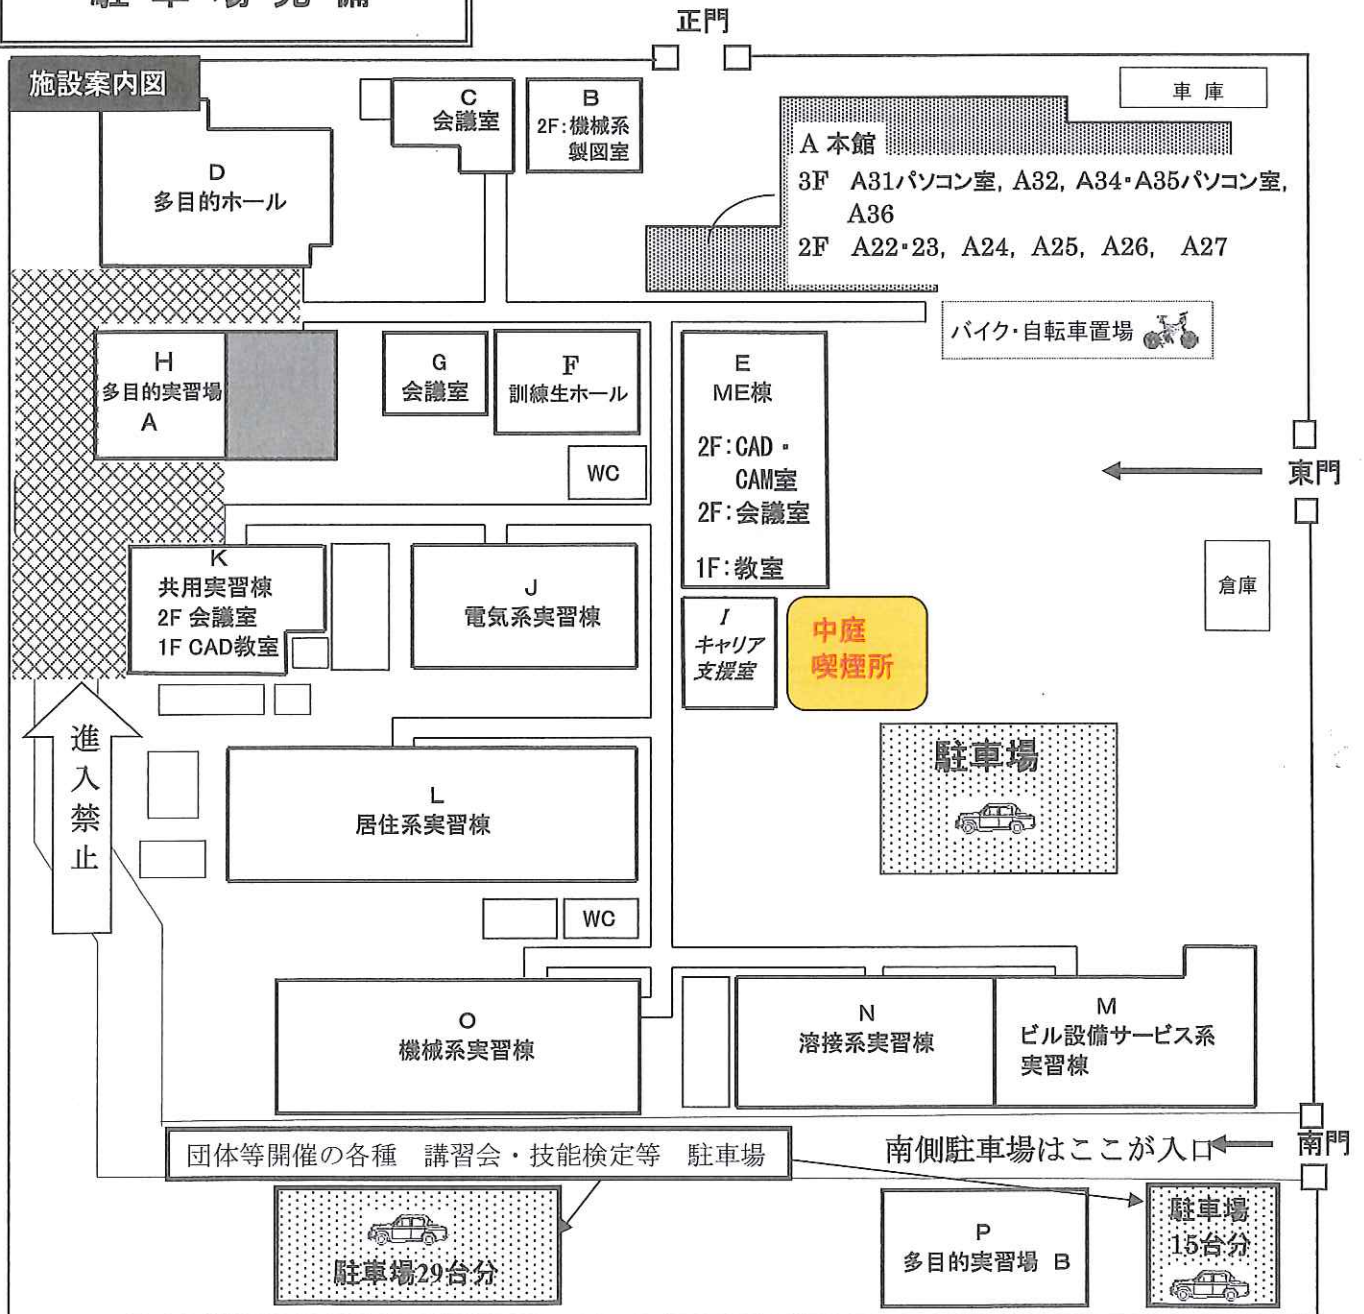 駐 車 場 完 備
正門
施設案内図
C
会議室
B
2F:機械系
製図室
車 庫
D
多目的ホール
A 本館
3F A31パソコン室, A32, A34・A35パソコン室,
A36
2F A22・23, A24, A25, A26, A27
バイク・自転車置場
H
多目的実習場
A
G
会議室
F
訓練生ホール
E
ME棟
2F:CAD・
CAM室
2F:会議室
1F:教室
WC
東門
倉庫
K
共用実習棟
2F 会議室
1F CAD教室
J
電気系実習棟
I
キャリア
支援室
中庭
喫煙所
進
入
禁
止
駐車場
L
居住系実習棟
WC
O
機械系実習棟
N
溶接系実習棟
M
ビル設備サービス系
実習棟
団体等開催の各種 講習会・技能検定等 駐車場
南側駐車場はここが入口
南門
駐車場29台分
P
多目的実習場 B
駐車場
15台分